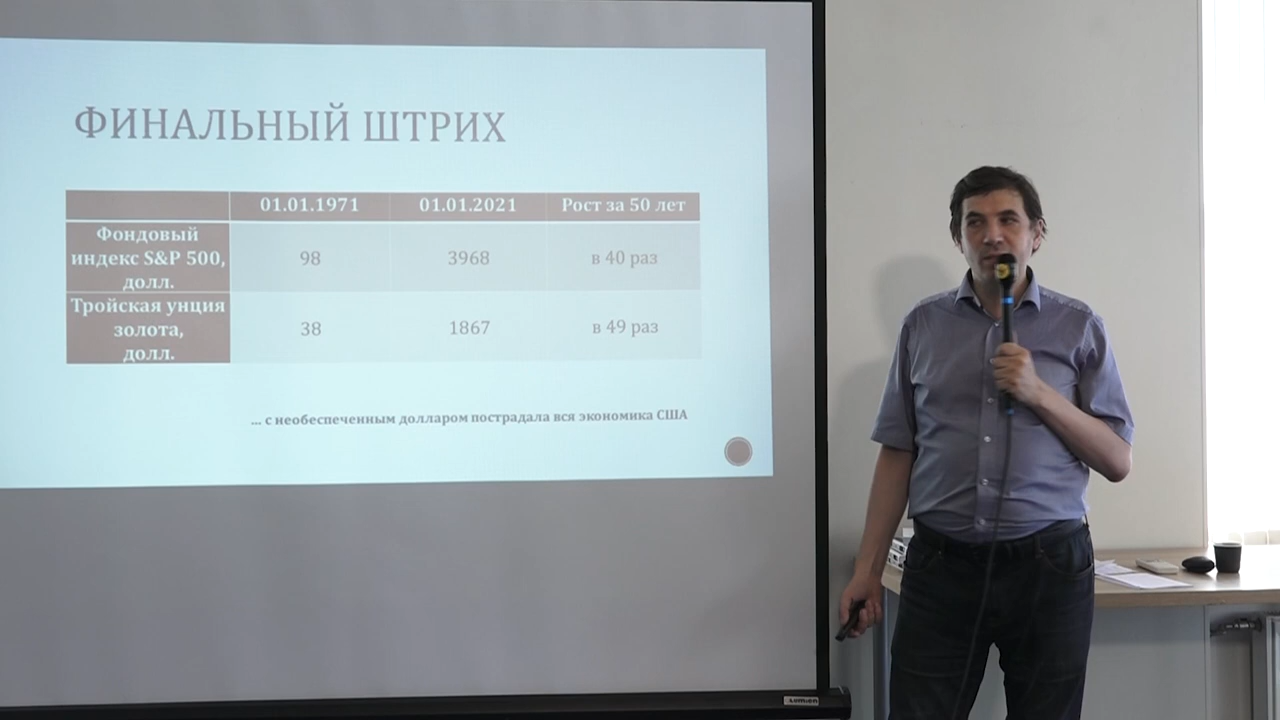 ФИНАЛЬНЫЙ ШТРИХ
01.01.1971 01.01.2021 Рост за 50 лет
Фондовый
индекс S&P 500,
долл.
98 3968 в 40 раз
Тройская унция
золота,
долл.
38 1867 в 49 раз
... с необеспеченным долларом пострадала вся экономика США